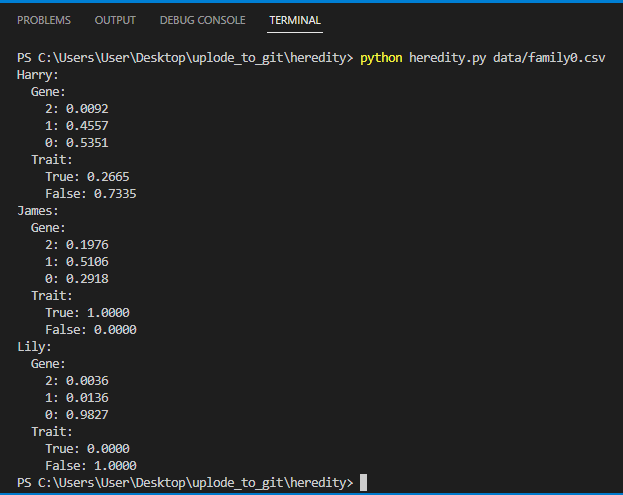 PROBLEMS OUTPUT DEBUG CONSOLE TERMINAL
PS C:\Users\User\Desktop\uplode_to_git\heredity> python heredity.py data/family0.csv
Harry:
  Gene:
    2: 0.0092
    1: 0.4557
    0: 0.5351
  Trait:
    True: 0.2665
    False: 0.7335
James:
  Gene:
    2: 0.1976
    1: 0.5106
    0: 0.2918
  Trait:
    True: 1.0000
    False: 0.0000
Lily:
  Gene:
    2: 0.0036
    1: 0.0136
    0: 0.9827
  Trait:
    True: 0.0000
    False: 1.0000
PS C:\Users\User\Desktop\uplode_to_git\heredity>